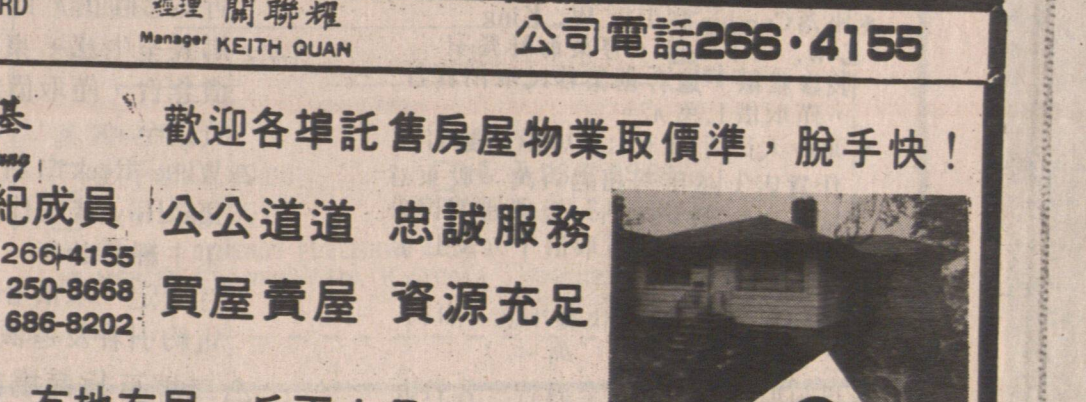 RD 經理 關聯耀
Manager KEITH QUAN
公司電話266·4155
基
歡迎各埠託售房屋物業取價準，脫手快！
ng
紀成員 公公道道 忠誠服務
266-4155
250-8668 買屋賣屋 資源充足
686-8202